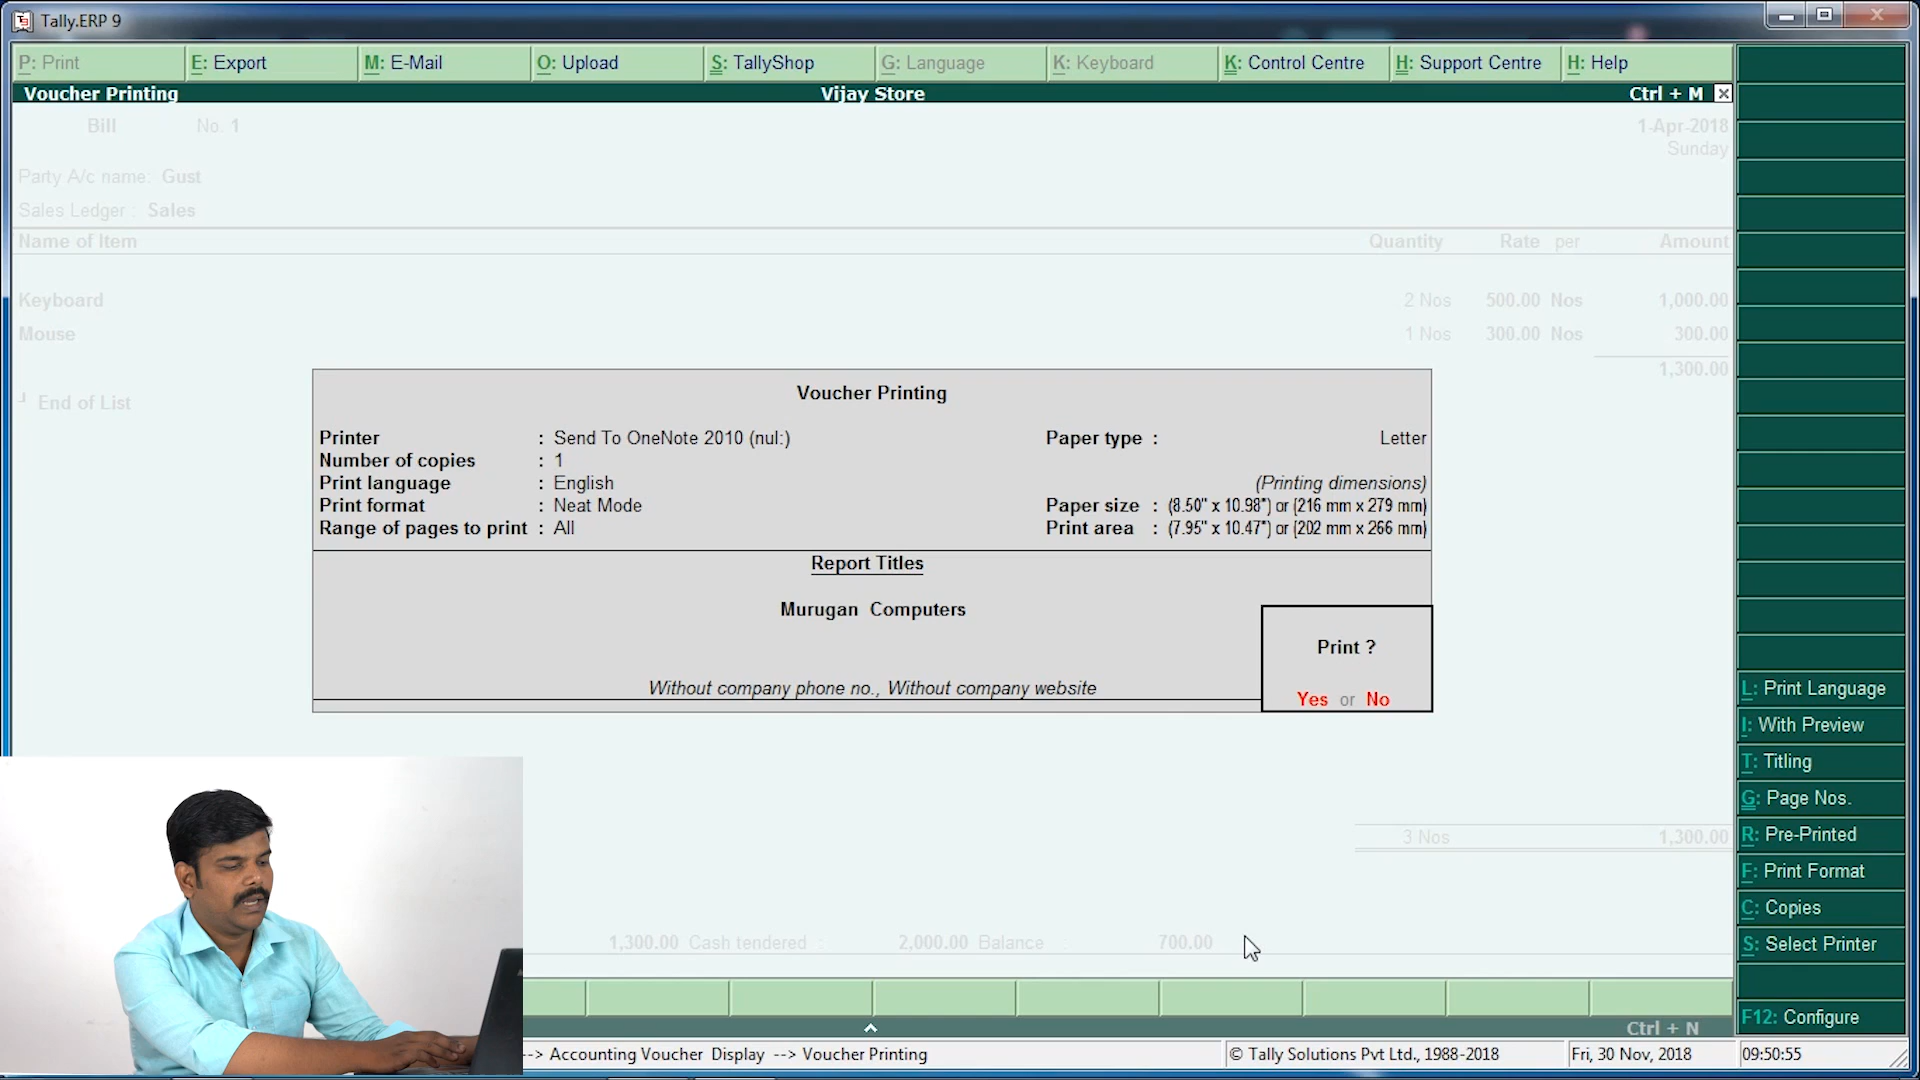 Tally.ERP 9
P: Print E: Export M: E-Mail O: Upload S: TallyShop G: Language K: Keyboard K: Control Centre H: Support Centre H: Help
Voucher Printing Vijay Store Ctrl + M
Bill No. 1 1-Apr-2018
Sunday
Party A/c name: Gust
Sales Ledger : Sales
Name of Item Quantity Rate per Amount
Keyboard 2 Nos 500.00 Nos 1,000.00
Mouse 1 Nos 300.00 Nos 300.00
1,300.00
End of List
Voucher Printing
Printer : Send To OneNote 2010 (nul:) Paper type : Letter
Number of copies : 1
Print language : English (Printing dimensions)
Print format : Neat Mode Paper size : (8.50" x 10.98") or (216 mm x 279 mm)
Range of pages to print : All Print area : (7.95" x 10.47") or (202 mm x 266 mm)
Report Titles
Murugan Computers
Print ?
Without company phone no., Without company website
Yes or No
L: Print Language
I: With Preview
T: Titling
G: Page Nos.
R: Pre-Printed
F: Print Format
C: Copies
S: Select Printer
F12: Configure
3 Nos 1,300.00
1,300.00 Cash tendered : 2,000.00 Balance : 700.00
Ctrl + N
--> Accounting Voucher Display --> Voucher Printing © Tally Solutions Pvt Ltd., 1988-2018 Fri, 30 Nov, 2018 09:50:55